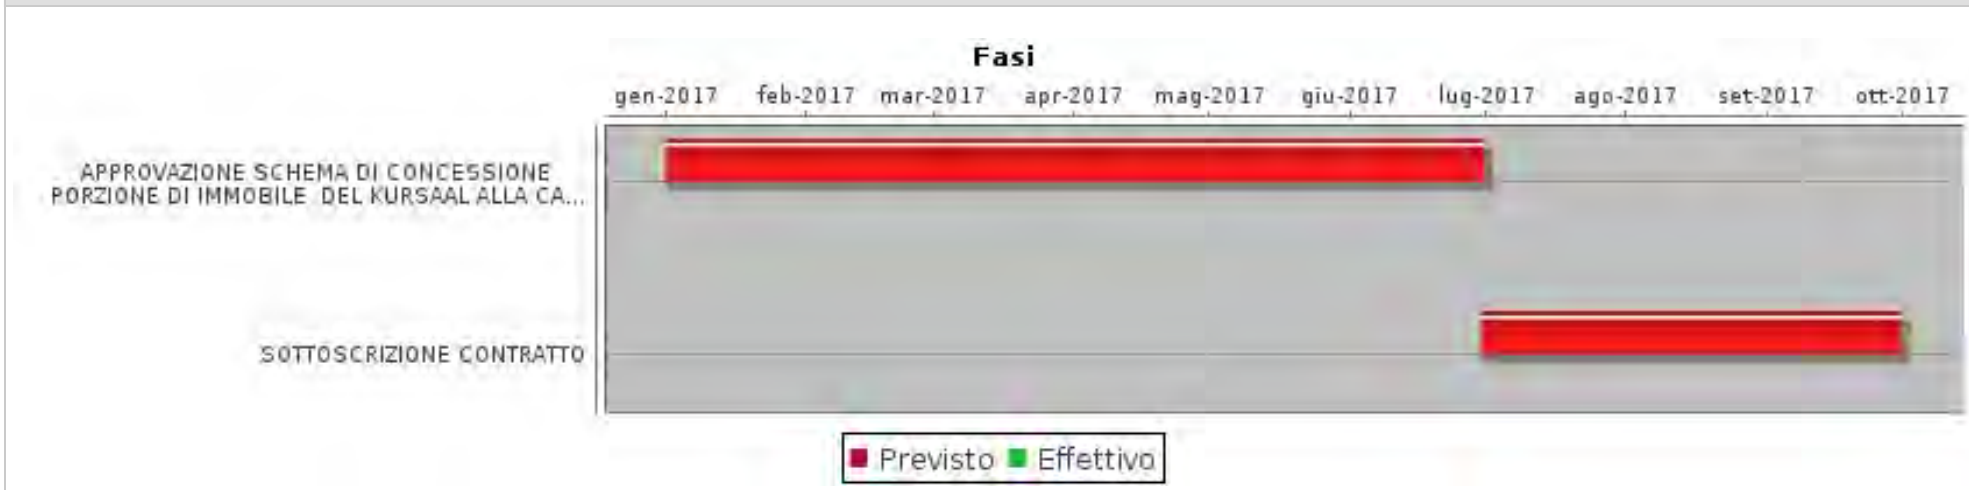 Fasi
gen-2017 feb-2017 mar-2017 apr-2017 mag-2017 giu-2017 lug-2017 ago-2017 set-2017 ott-2017
APPROVAZIONE SCHEMA DI CONCESSIONE
PORZIONE DI IMMOBILE DEL KURSAAL ALLA CA...
SOTTOSCRIZIONE CONTRATTO
Previsto Effettivo